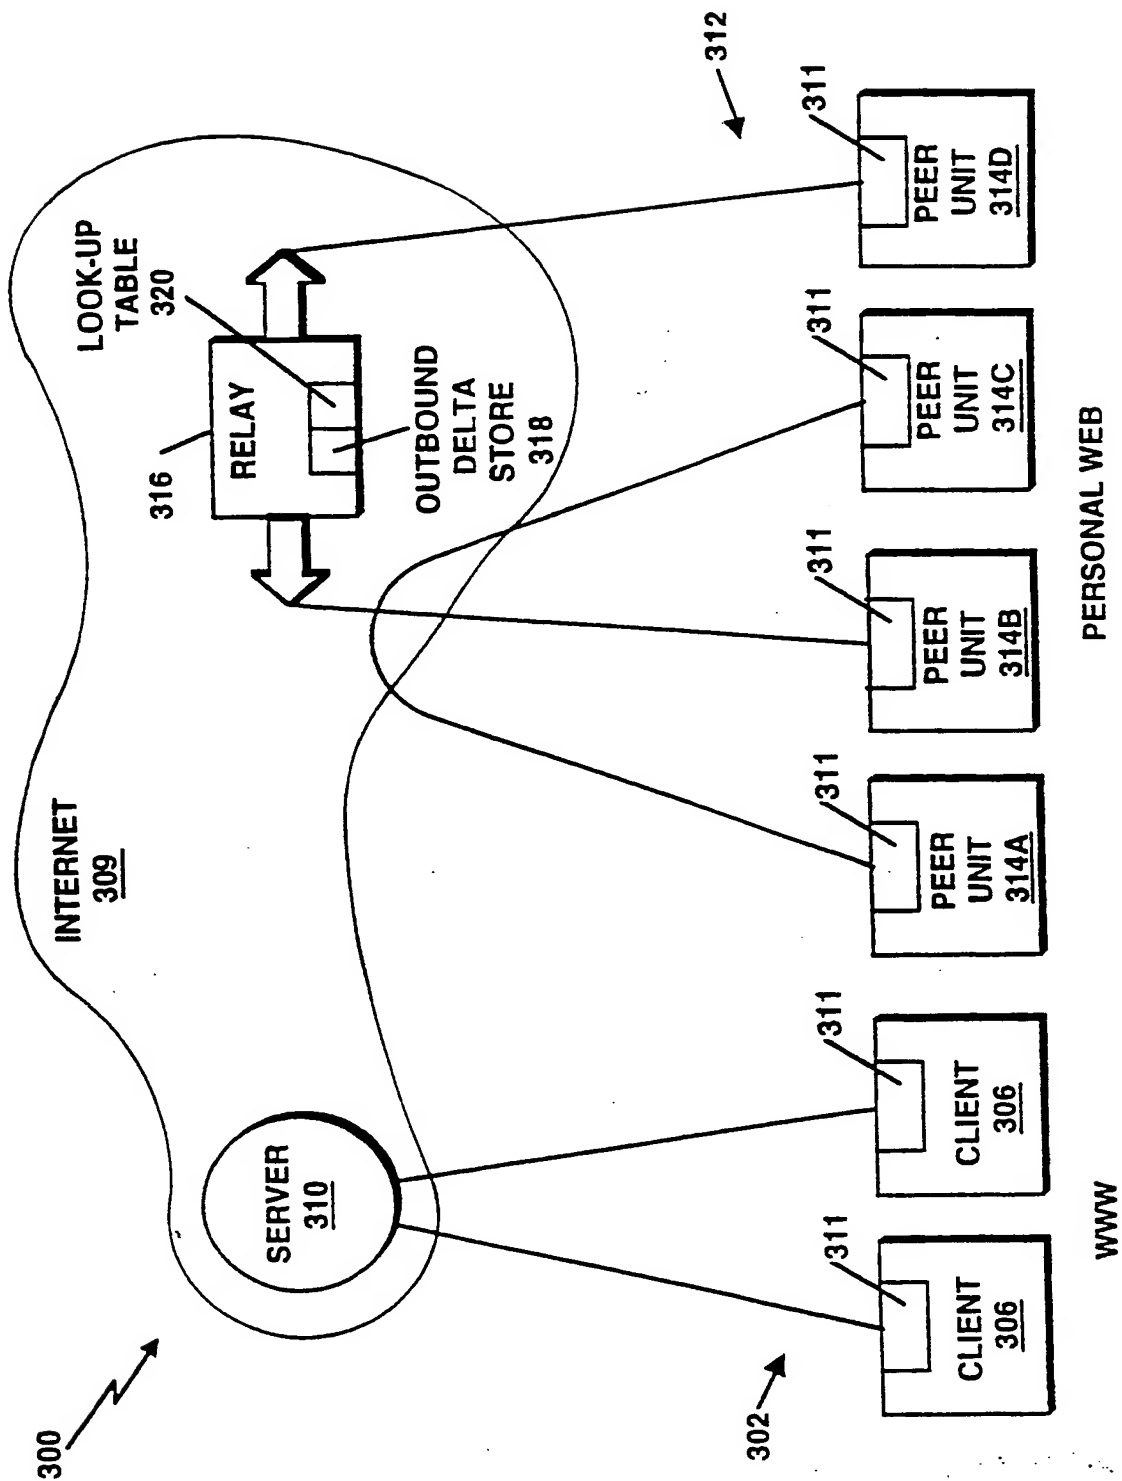 300
INTERNET
309
LOOK-UP
TABLE
320
316
RELAY
OUTBOUND
DELTA
STORE
318
SERVER
310
302
312
311
CLIENT
306
311
CLIENT
306
311
PEER
UNIT
314A
311
PEER
UNIT
314B
311
PEER
UNIT
314C
311
PEER
UNIT
314D
WWW
PERSONAL WEB